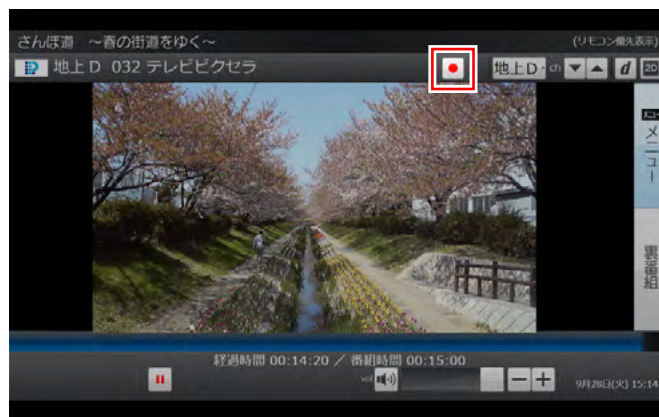 さんぽ道 ～春の街道をゆく～
(リモコン優先表示)
地上D 032 テレビピクセラ
地上D
ch
d
2D
メニュー
裏番組
経過時間 00:14:20 ／ 番組時間 00:15:00
vol
9月28日(火) 15:14